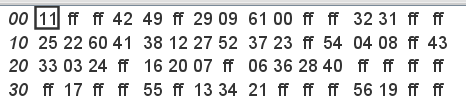 00 11 ff ff 42 49 ff 29 09 61 00 ff ff 32 31 ff ff
10 25 22 60 41 38 12 27 52 37 23 ff 54 04 08 ff 43
20 33 03 24 ff 16 20 07 ff 06 36 28 40 ff ff ff ff
30 ff 17 ff ff 55 ff 13 34 21 ff ff ff 56 19 ff ff